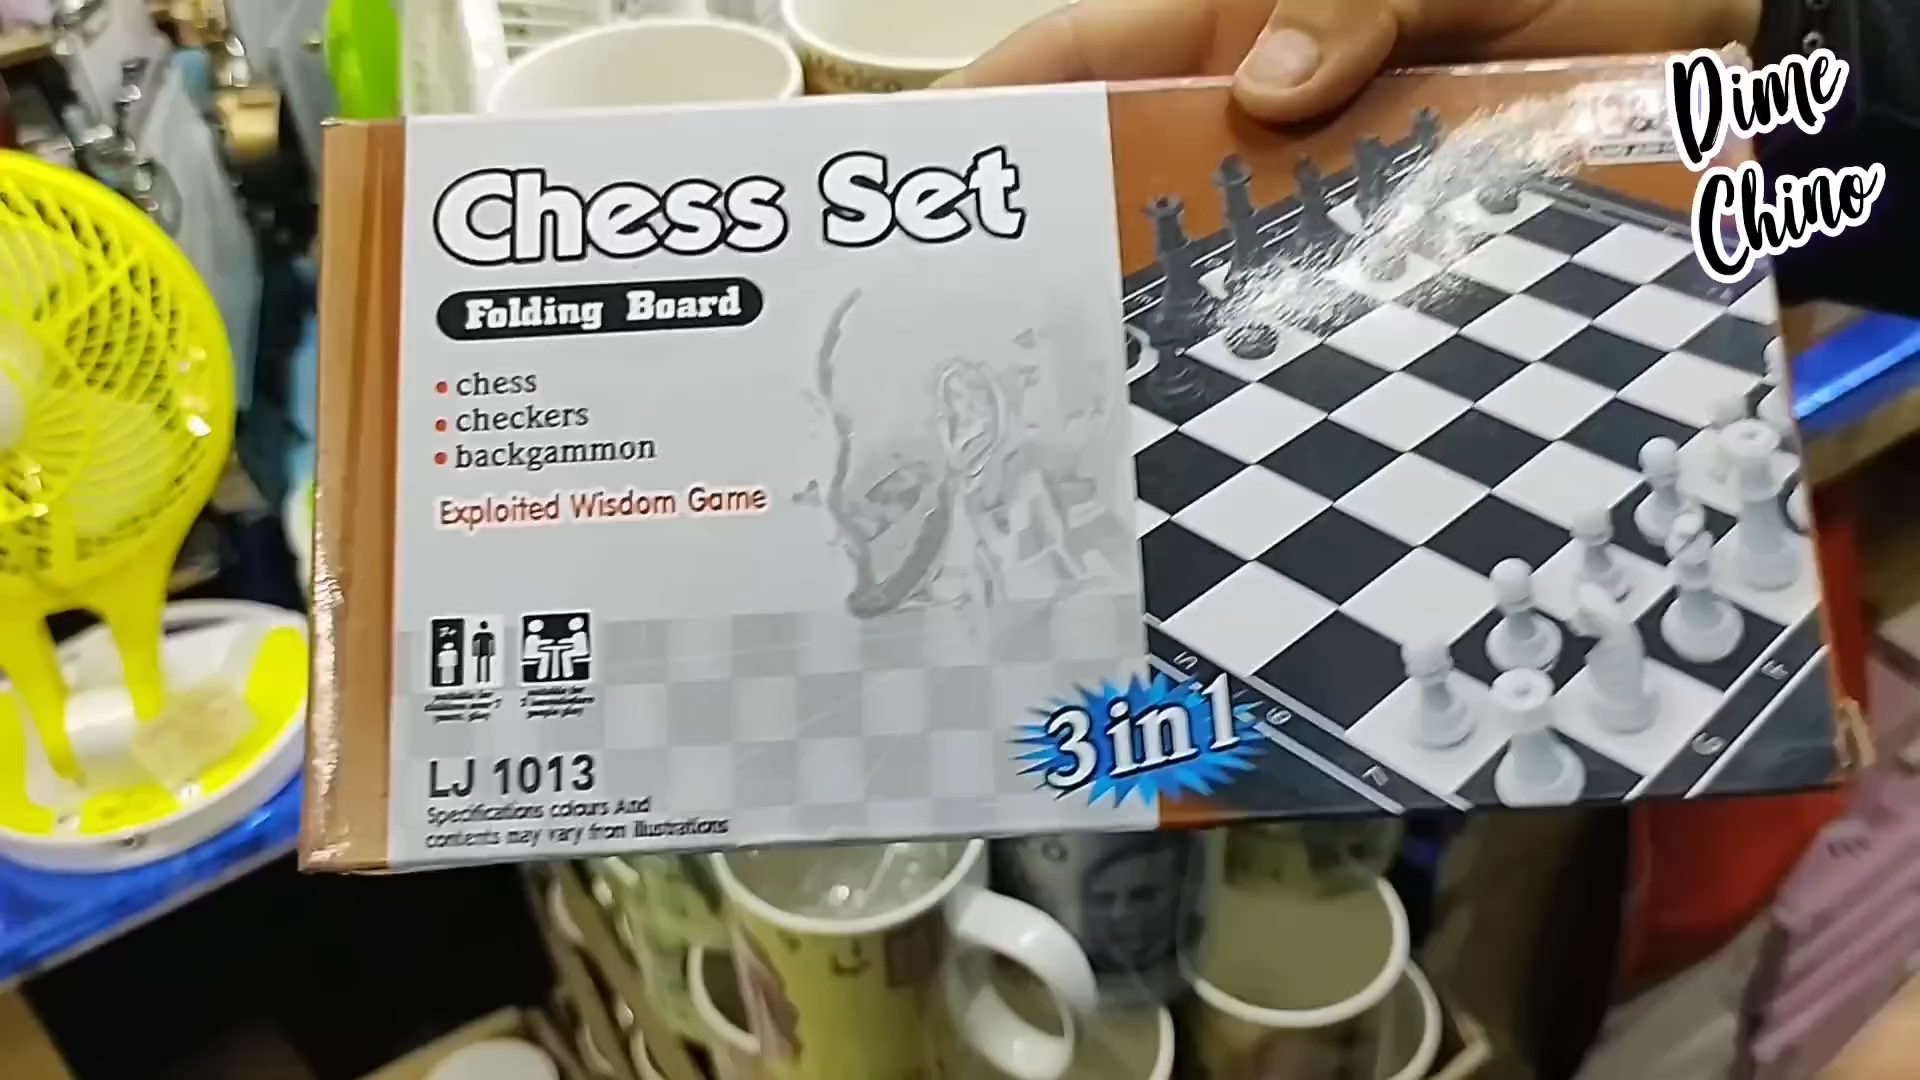 México
Dime
Chino
Chess Set
Folding Board
• chess
• checkers
• backgammon
Exploited Wisdom Game
3 in 1
LJ 1013
Specifications colours And
contents may vary from illustrations